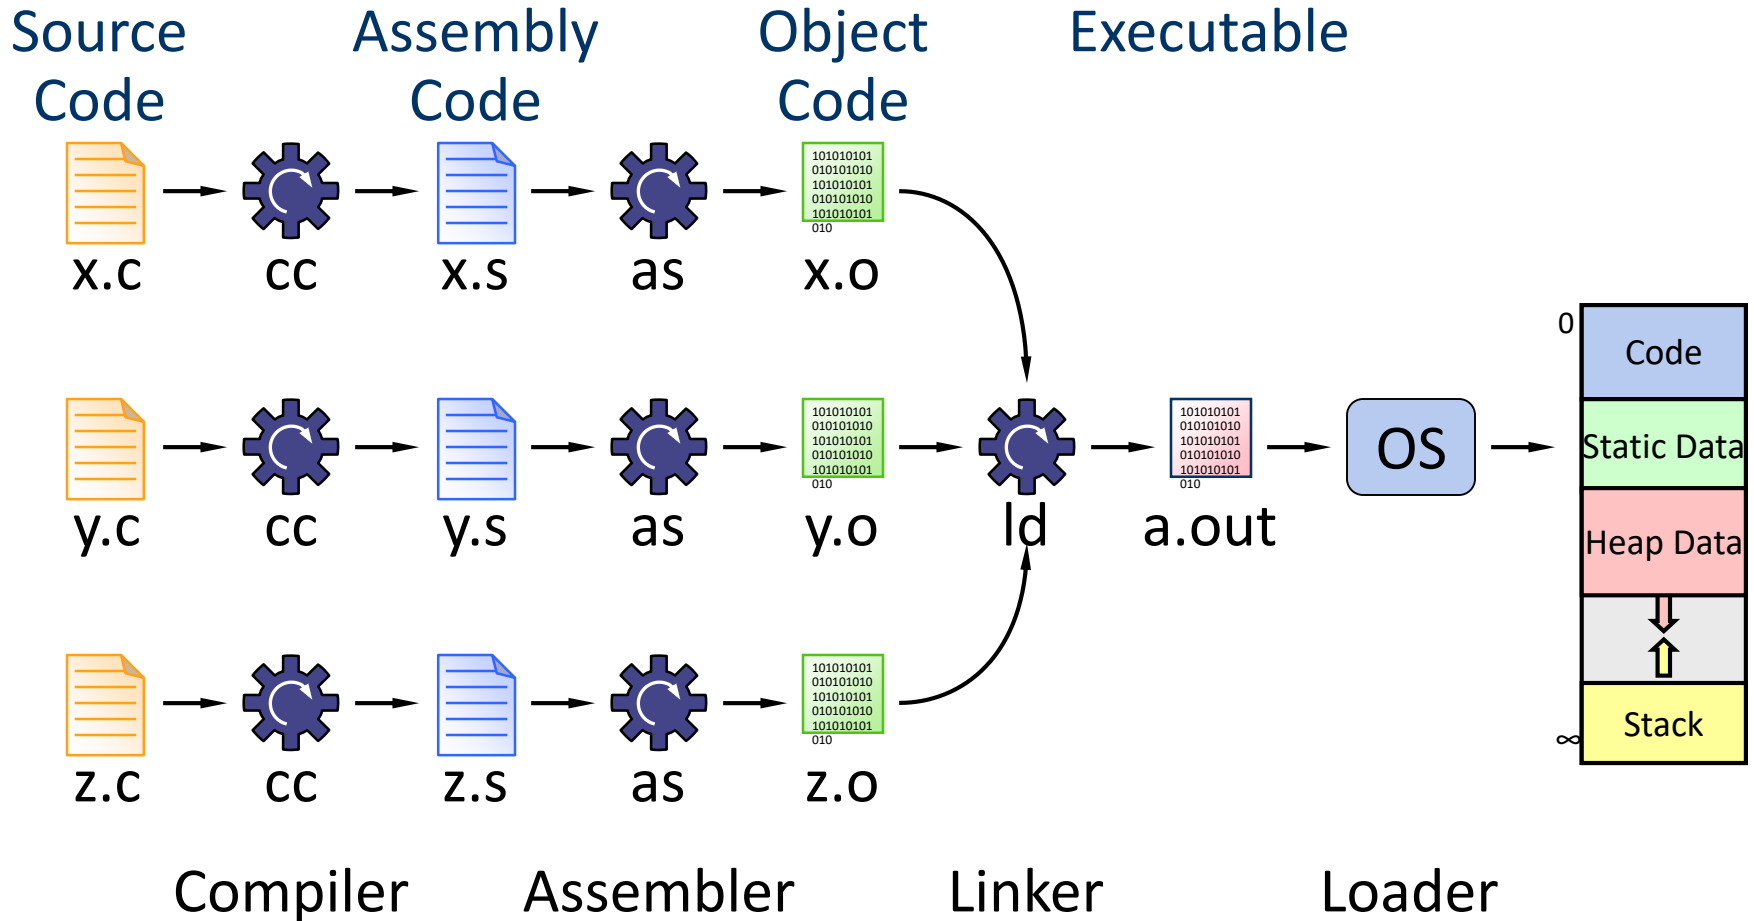 Source Assembly Object Executable
Code Code Code
101010101 101010101
010101010
101010101
010101010
101010101
010
x.c cc x.s as x.o
0
Code
101010101 101010101
010101010 010101010
101010101 101010101
010101010 010101010
101010101 101010101
010 010
OS
Static Data
y.c cc y.s as y.o ld a.out
Heap Data
101010101
010101010
101010101
010101010
101010101
010
Stack
∞
z.c cc z.s as z.o
Compiler Assembler Linker Loader